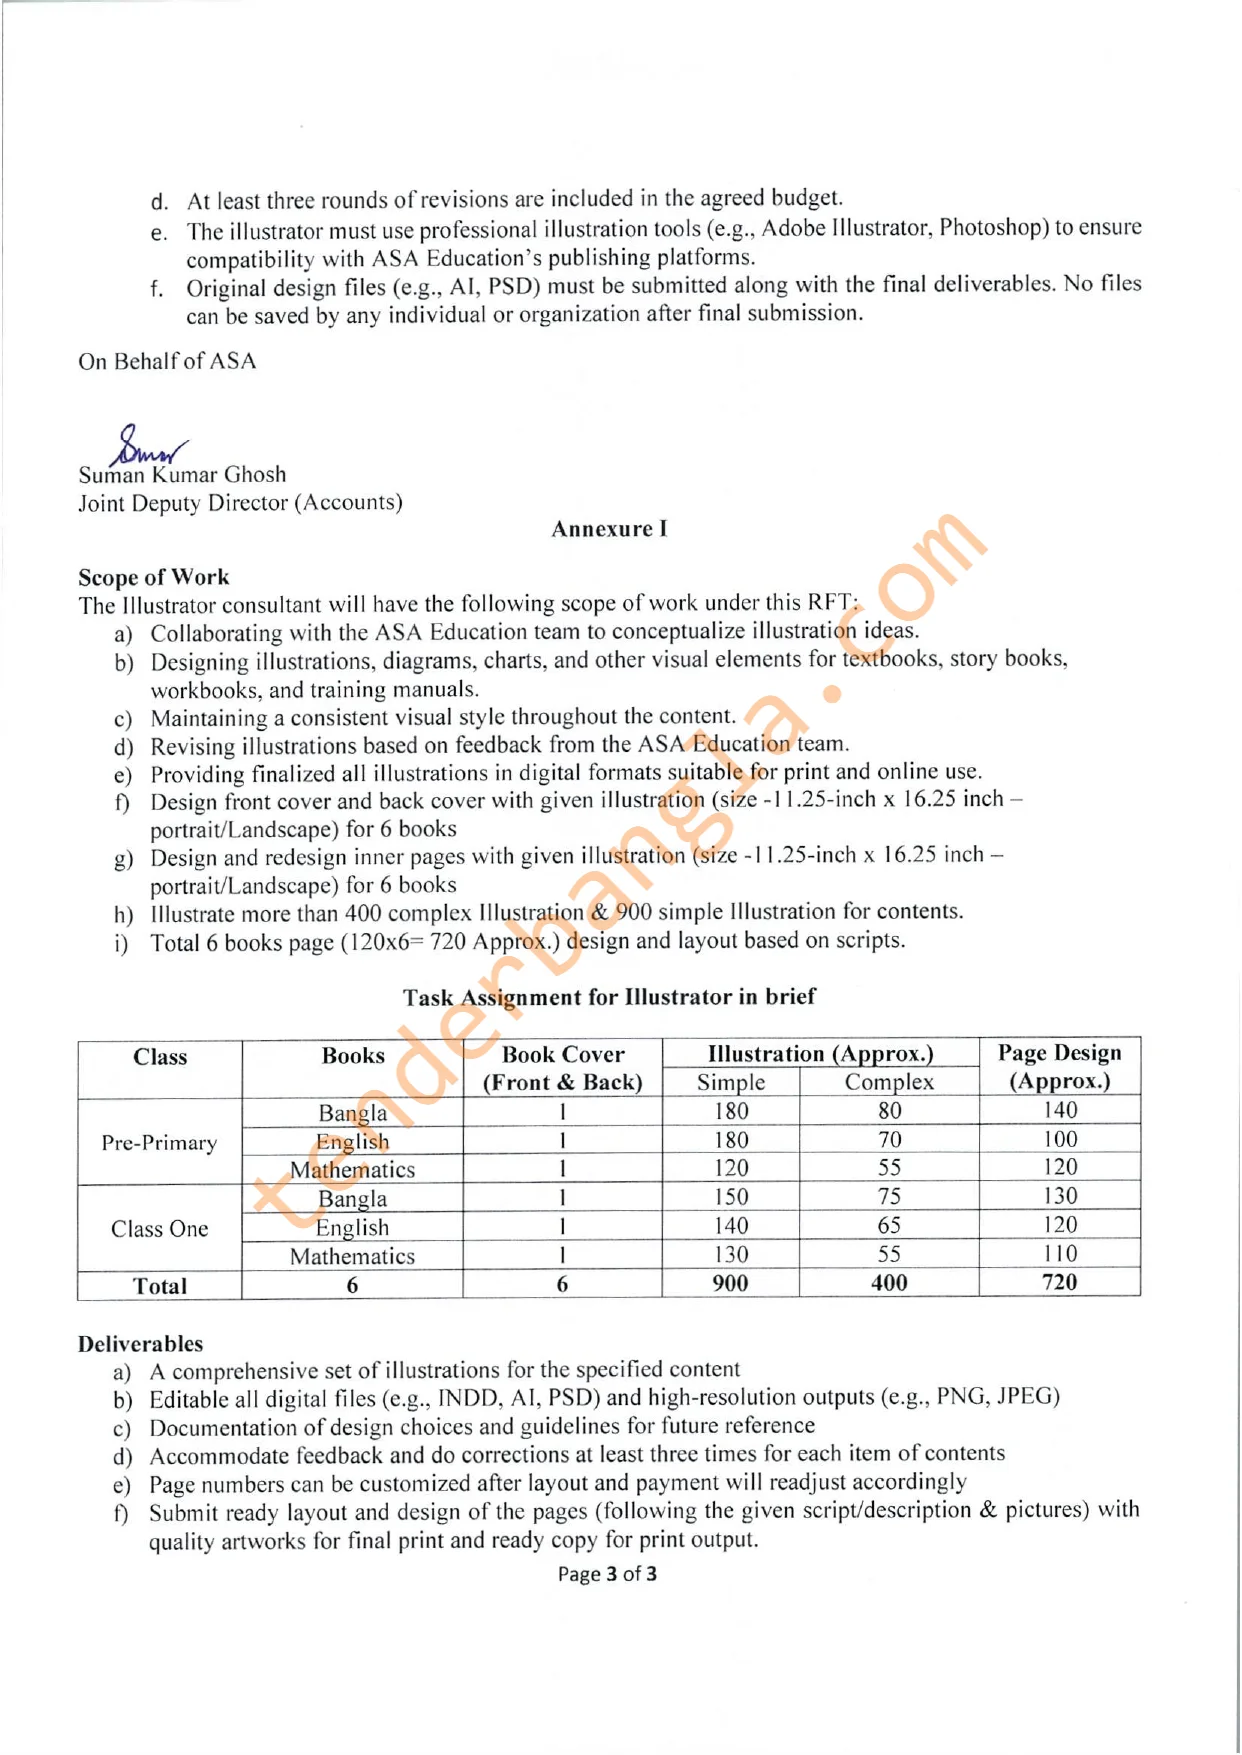 d. At least three rounds of revisions are included in the agreed budget.
e. The illustrator must use professional illustration tools (e.g., Adobe Illustrator, Photoshop) to ensure
compatibility with ASA Education's publishing platforms.
f. Original design files (e.g., AI, PSD) must be submitted along with the final deliverables. No files
can be saved by any individual or organization after final submission.
On Behalf of ASA
Suman Kumar Ghosh
Joint Deputy Director (Accounts)
Annexure I
Scope of Work
The Illustrator consultant will have the following scope of work under this RFT:
a) Collaborating with the ASA Education team to conceptualize illustration ideas.
b) Designing illustrations, diagrams, charts, and other visual elements for textbooks, story books,
workbooks, and training manuals.
c) Maintaining a consistent visual style throughout the content.
d) Revising illustrations based on feedback from the ASA Education team.
e) Providing finalized all illustrations in digital formats suitable for print and online use.
f) Design front cover and back cover with given illustration (size -11.25-inch x 16.25 inch –
portrait/Landscape) for 6 books
g) Design and redesign inner pages with given illustration (size -11.25-inch x 16.25 inch –
portrait/Landscape) for 6 books
h) Illustrate more than 400 complex Illustration & 900 simple Illustration for contents.
i) Total 6 books page (120x6= 720 Approx.) design and layout based on scripts.
Task Assignment for Illustrator in brief
Class Books Book Cover Illustration (Approx.) Page Design
(Front & Back) Simple Complex (Approx.)
Bangla 1 180 80 140
Pre-Primary English 1 180 70 100
Mathematics 1 120 55 120
Bangla 1 150 75 130
Class One English 1 140 65 120
Mathematics 1 130 55 110
Total 6 6 900 400 720
Deliverables
a) A comprehensive set of illustrations for the specified content
b) Editable all digital files (e.g., INDD, AI, PSD) and high-resolution outputs (e.g., PNG, JPEG)
c) Documentation of design choices and guidelines for future reference
d) Accommodate feedback and do corrections at least three times for each item of contents
e) Page numbers can be customized after layout and payment will readjust accordingly
f) Submit ready layout and design of the pages (following the given script/description & pictures) with
quality artworks for final print and ready copy for print output.
Page 3 of 3
tenderbangla.com